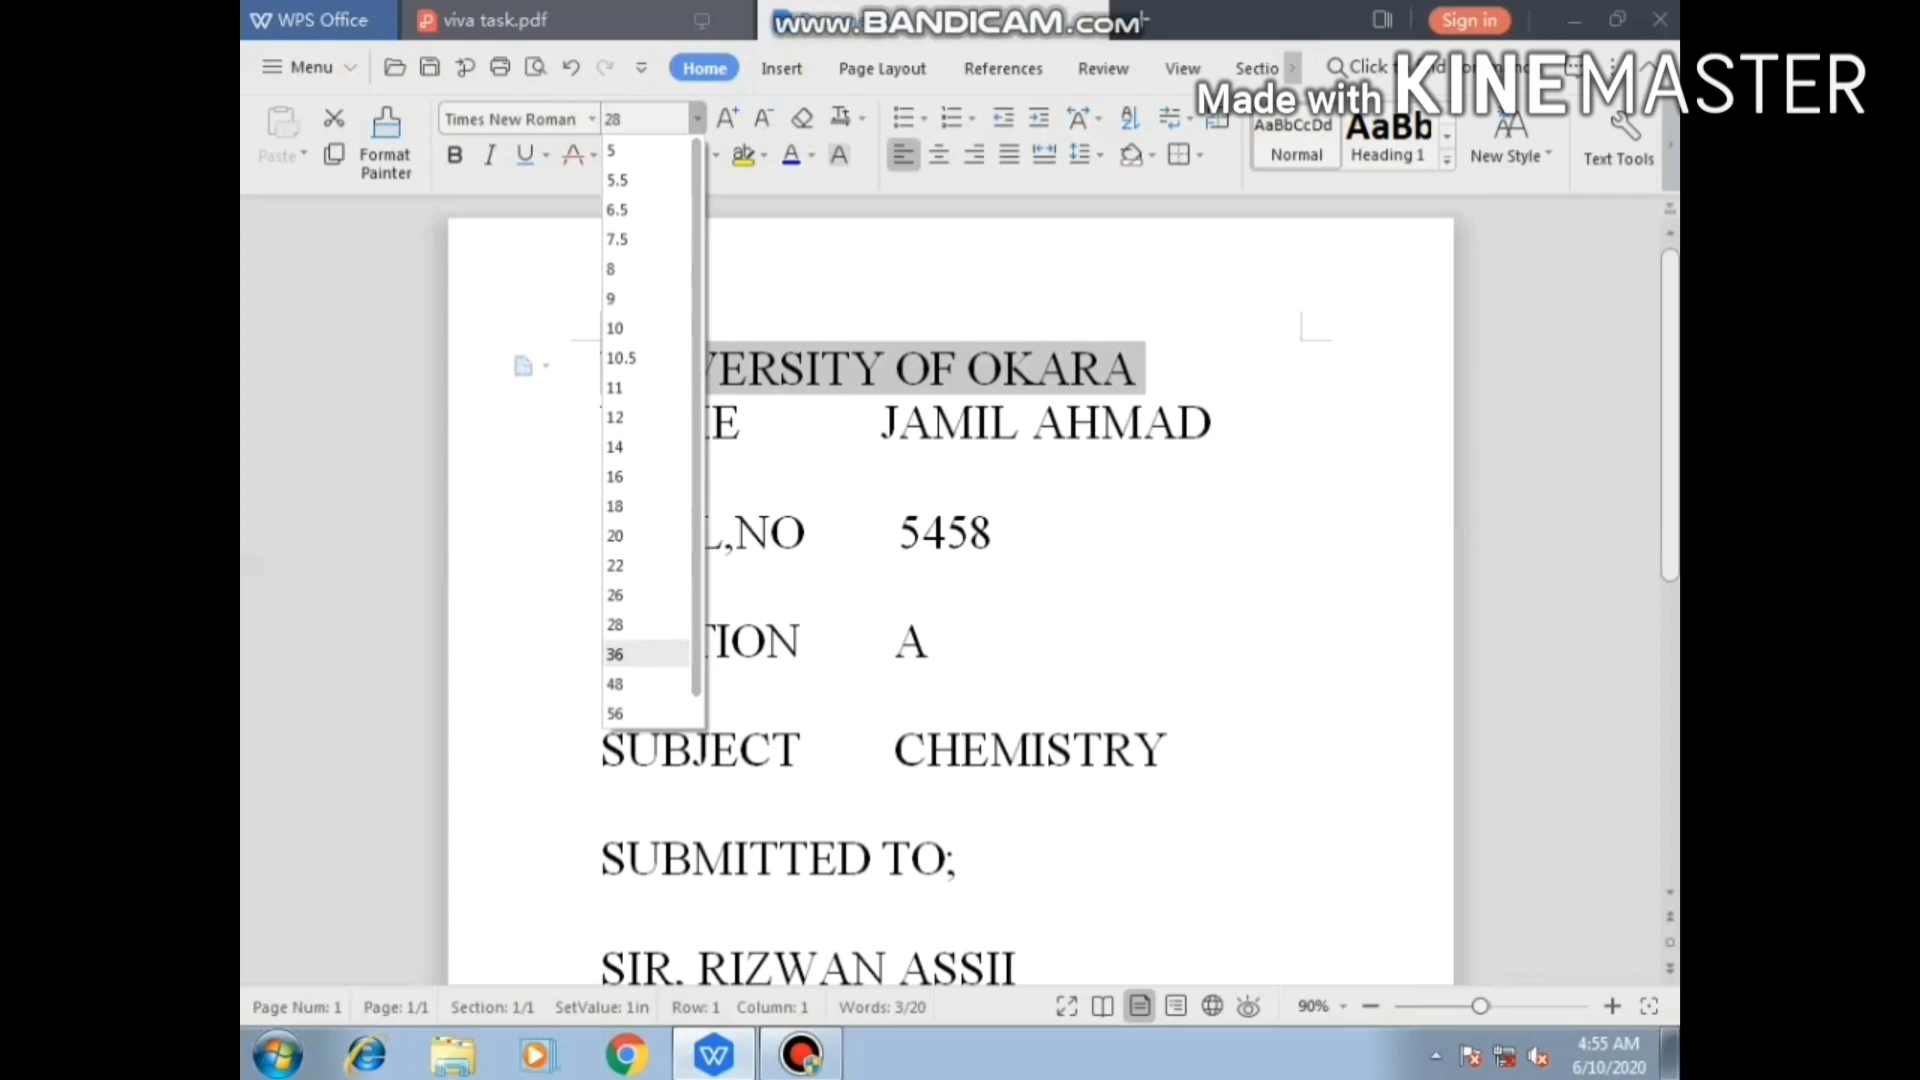 WPS Office
viva task.pdf
www.BANDICAM.com
Sign in
Made with KINEMASTER
Menu
Home
Insert
Page Layout
References
Review
View
Sectio
Click
Paste
Format
Painter
Times New Roman
28
AaBbCcDd
Normal
AaBb
Heading 1
New Style
Text Tools
5
5.5
6.5
7.5
8
9
10
10.5
11
12
14
16
18
20
22
26
28
36
48
56
VERSITY OF OKARA
E JAMIL AHMAD
L,NO 5458
TION A
SUBJECT CHEMISTRY
SUBMITTED TO;
SIR. RIZWAN ASSII
Page Num: 1
Page: 1/1
Section: 1/1
SetValue: 1in
Row: 1
Column: 1
Words: 3/20
90%
4:55 AM
6/10/2020